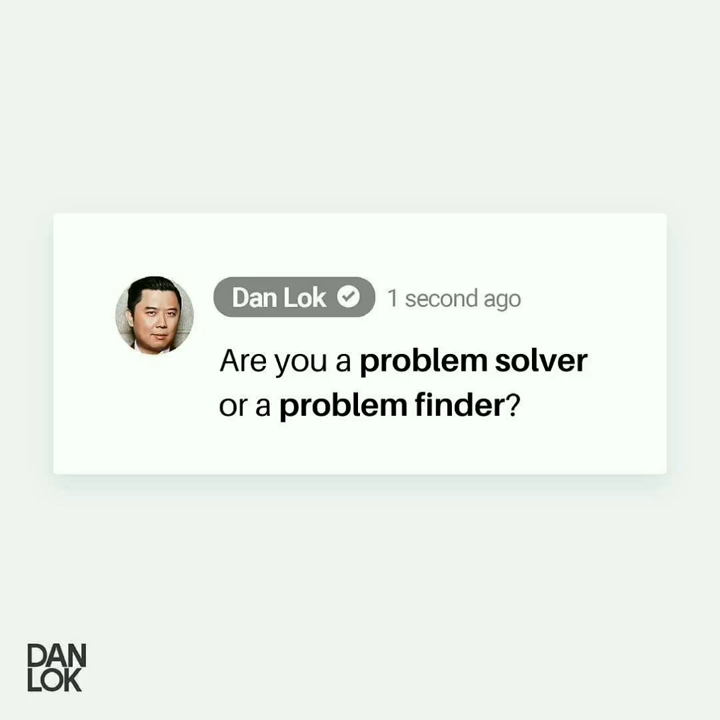 Dan Lok
1 second ago
Are you a problem solver
or a problem finder?
DAN
LOK